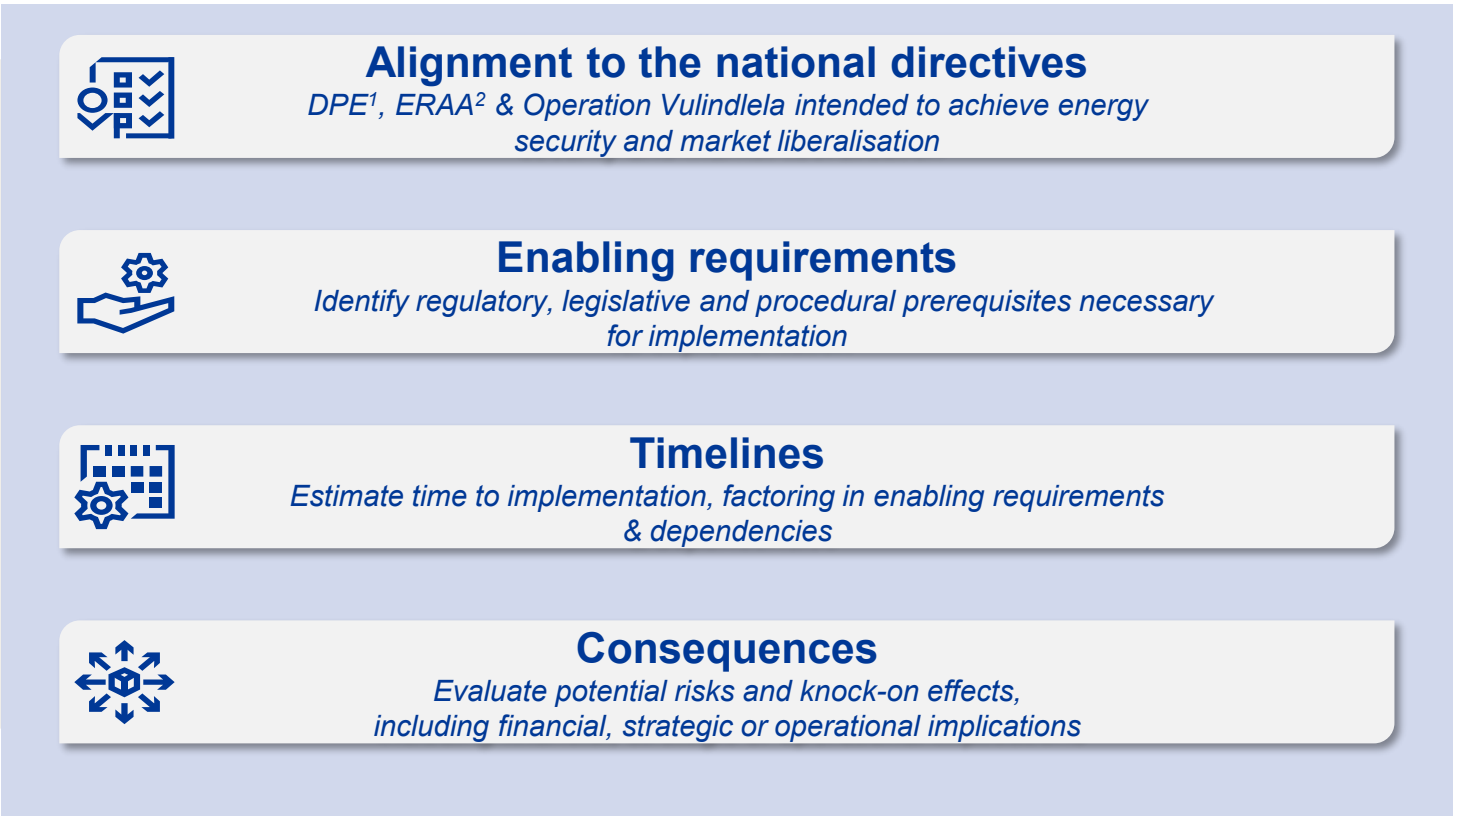 Alignment to the national directives
DPE¹, ERAA² & Operation Vulindlela intended to achieve energy
security and market liberalisation
Enabling requirements
Identify regulatory, legislative and procedural prerequisites necessary
for implementation
Timelines
Estimate time to implementation, factoring in enabling requirements
& dependencies
Consequences
Evaluate potential risks and knock-on effects,
including financial, strategic or operational implications